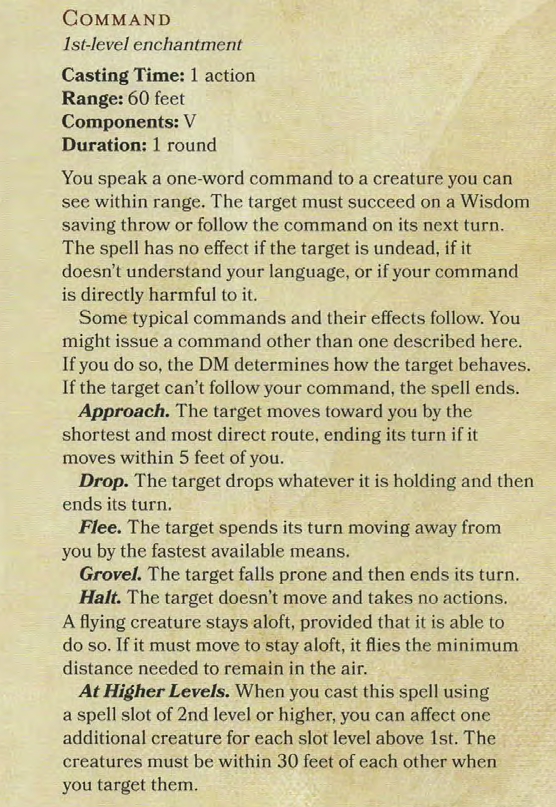 COMMAND
1st-level enchantment
Casting Time: 1 action
Range: 60 feet
Components: V
Duration: 1 round
You speak a one-word command to a creature you can
see within range. The target must succeed on a Wisdom
saving throw or follow the command on its next turn.
The spell has no effect if the target is undead, if it
doesn't understand your language, or if your command
is directly harmful to it.
Some typical commands and their effects follow. You
might issue a command other than one described here.
If you do so, the DM determines how the target behaves.
If the target can't follow your command, the spell ends.
Approach. The target moves toward you by the
shortest and most direct route, ending its turn if it
moves within 5 feet of you.
Drop. The target drops whatever it is holding and then
ends its turn.
Flee. The target spends its turn moving away from
you by the fastest available means.
Grovel. The target falls prone and then ends its turn.
Halt. The target doesn't move and takes no actions.
A flying creature stays aloft, provided that it is able to
do so. If it must move to stay aloft, it flies the minimum
distance needed to remain in the air.
At Higher Levels. When you cast this spell using
a spell slot of 2nd level or higher, you can affect one
additional creature for each slot level above 1st. The
creatures must be within 30 feet of each other when
you target them.